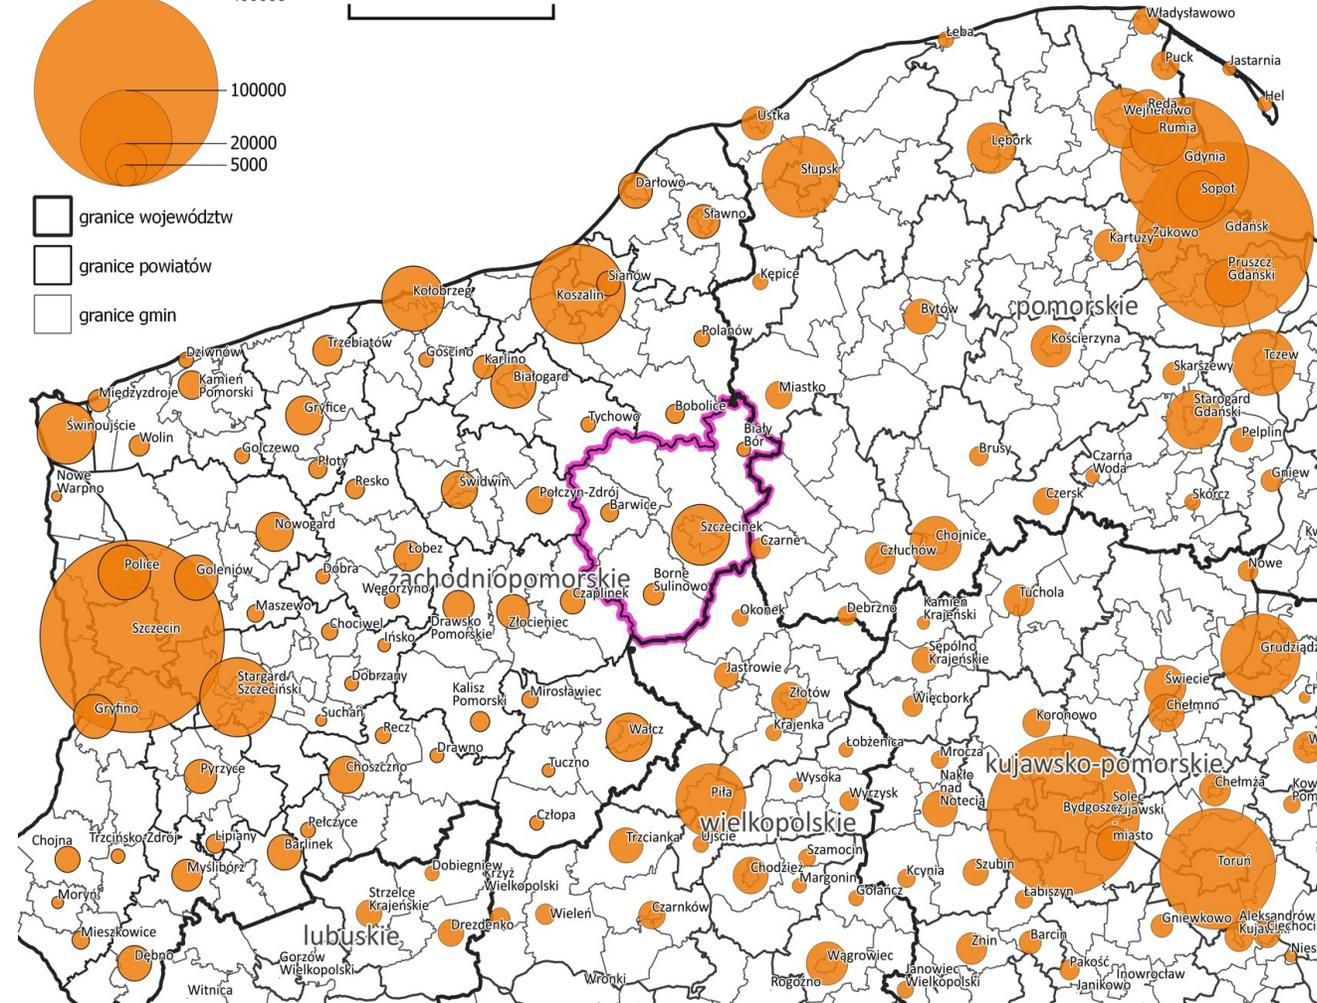 100000
20000
5000
granice województw
granice powiatów
granice gmin
Władysławowo
Łeba
Puck
Jastarnia
Hel
Reda
Wejherowo
Rumia
Ustka
Lębork
Gdynia
Słupsk
Sopot
Darłowo
Sławno
Gdańsk
Kartuzy
Żukowo
Pruszcz
Gdański
Sianów
Koszalin
Kępice
Kołobrzeg
Bytów
pomorskie
Polanów
Kościerzyna
Trzebiatów
Gościno
Karlino
Dziwnów
Tczew
Skarszewy
Białogard
Kamień
Pomorski
Międzyzdroje
Miastko
Starogard
Gdański
Gryfice
Tychowo
Bobolice
Świnoujście
Biały
Bór
Wolin
Pelplin
Golczewo
Brusy
Czarna
Woda
Płoty
Gniew
Nowe
Warpno
Resko
Świdwin
Połczyn-Zdrój
Barwice
Czersk
Skórcz
Nowogard
Szczecinek
Czarne
Chojnice
Człuchów
Łobez
Police
Goleniów
Dobra
zachodniopomorskie
Borne
Sulinowo
Nowe
Węgorzyno
Czaplinek
Tuchola
Maszewo
Okonek
Debrzno
Kamień
Krajeński
Szczecin
Chociwel
Drawsko
Pomorskie
Złocieniec
Ińsko
Sępólno
Krajeńskie
Grudziądz
Stargard
Szczeciński
Dobrzany
Jastrowie
Świecie
Kalisz
Pomorski
Mirosławiec
Złotów
Więcbork
Chełmno
Gryfino
Suchań
Koronowo
Recz
Wałcz
Krajenka
Drawno
Łobżenica
Mrocza
kujawsko-pomorskie
Pyrzyce
Choszczno
Tuczno
Wysoka
Nakło
nad
Notecią
Chełmża
Piła
Wyrzysk
Solec
Kujawski
Bydgoszcz
-
miasto
Człopa
Pełczyce
wielkopolskie
Chojna
Trzcińsko-Zdrój
Lipiany
Barlinek
Trzcianka
Ujście
Szamocin
Toruń
Myślibórz
Dobiegniew
Krzyż
Wielkopolski
Chodzież
Margonin
Kcynia
Szubin
Gołańcz
Łabiszyn
Moryń
Strzelce
Krajeńskie
Wieleń
Czarnków
Gniewkowo
Aleksandrów
Mieszkowice
lubuskie
Drezdenko
Żnin
Barcin
Dębno
Gorzów
Wielkopolski
Wągrowiec
Pakość
Janowiec
Wielkopolski
Inowrocław
Janikowo
Witnica
Wronki
Rogoźno